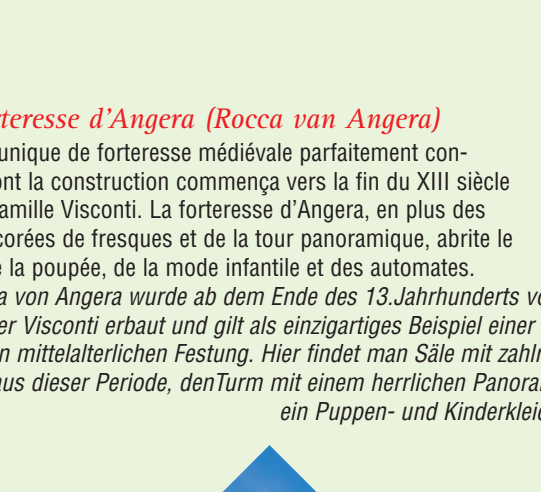 rteresse d'Angera (Rocca van Angera)
unique de forteresse médiévale parfaitement con-
ont la construction commença vers la fin du XIII siècle
amille Visconti. La forteresse d'Angera, en plus des
corées de fresques et de la tour panoramique, abrite le
e la poupée, de la mode infantile et des automates.
a von Angera wurde ab dem Ende des 13.Jahrhunderts vo
er Visconti erbaut und gilt als einzigartiges Beispiel einer
n mittelalterlichen Festung. Hier findet man Säle mit zahlr
aus dieser Periode, denTurm mit einem herrlichen Panoram
ein Puppen- und Kinderkleid